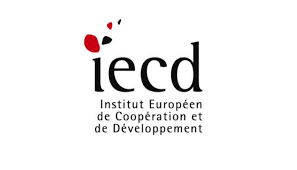 iecd
Institut Européen
de Coopération et
de Développement